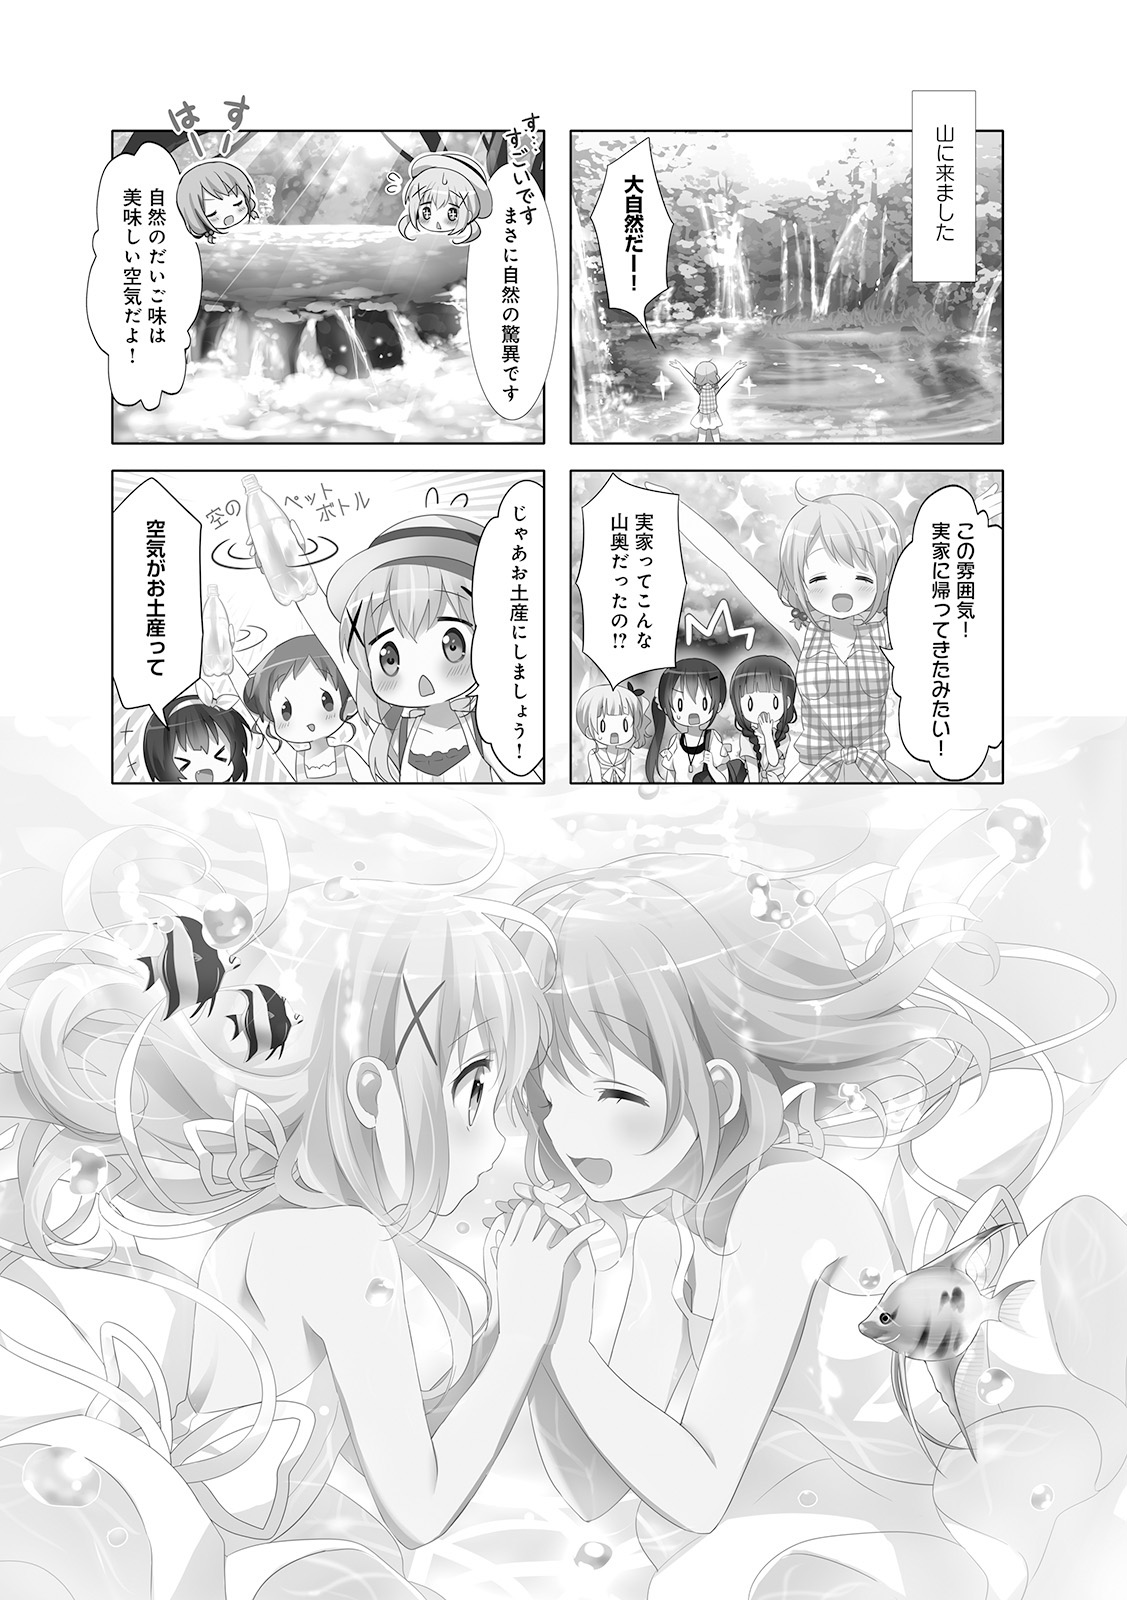 山に来ました
大自然だー！
この雰囲気！
実家に帰ってきたみたい！
実家ってこんな
山奥だったの!?
す…
すごいです
まさに自然の驚異です
すーはー
自然のだいご味は
美味しい空気だよ！
じゃあお土産にしましょう！
空の
ペット
ボトル
空気がお土産って